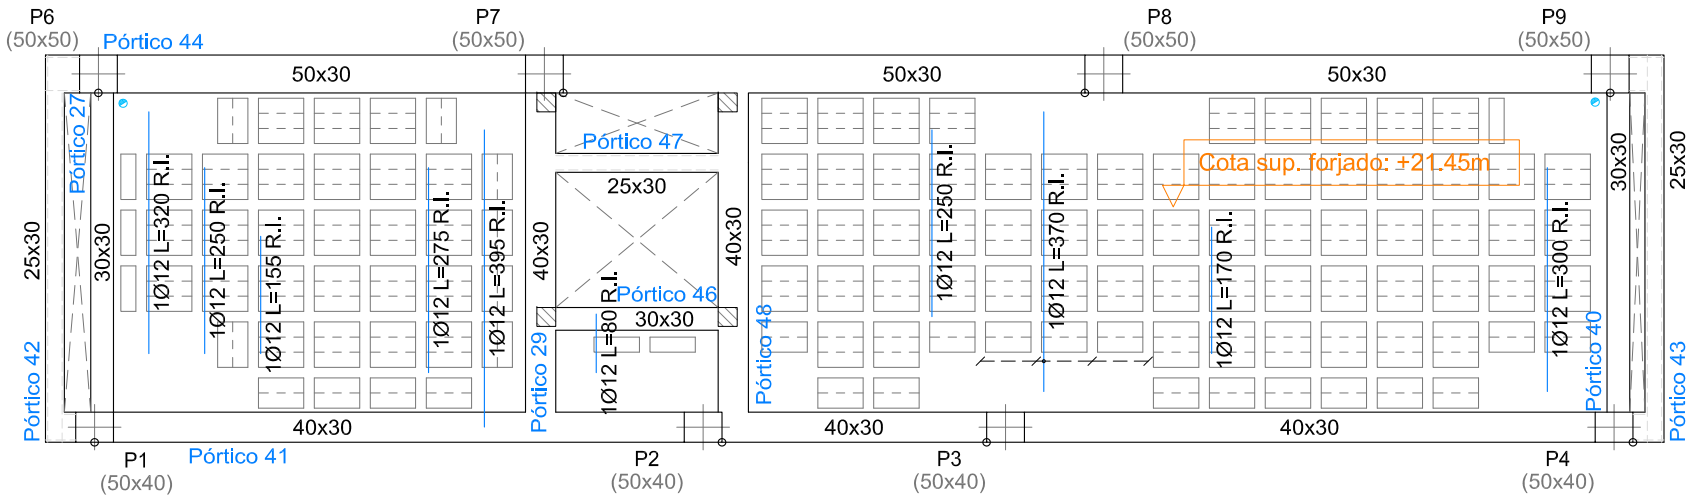 P6
(50x50)
Pórtico 44
P7
(50x50)
P8
(50x50)
P9
(50x50)
50x30
50x30
50x30
Pórtico 27
Pórtico 47
25x30
Cota sup. forjado: +21.45m
30x30
25x30
25x30
30x30
1Ø12 L=320 R.I.
1Ø12 L=250 R.I.
1Ø12 L=155 R.I.
1Ø12 L=275 R.I.
1Ø12 L=395 R.I.
40x30
1Ø12 L=80 R.I.
40x30
1Ø12 L=250 R.I.
1Ø12 L=370 R.I.
1Ø12 L=170 R.I.
1Ø12 L=300 R.I.
Pórtico 46
30x30
Pórtico 42
Pórtico 29
Pórtico 48
Pórtico 40
Pórtico 43
40x30
40x30
40x30
P1
(50x40)
Pórtico 41
P2
(50x40)
P3
(50x40)
P4
(50x40)